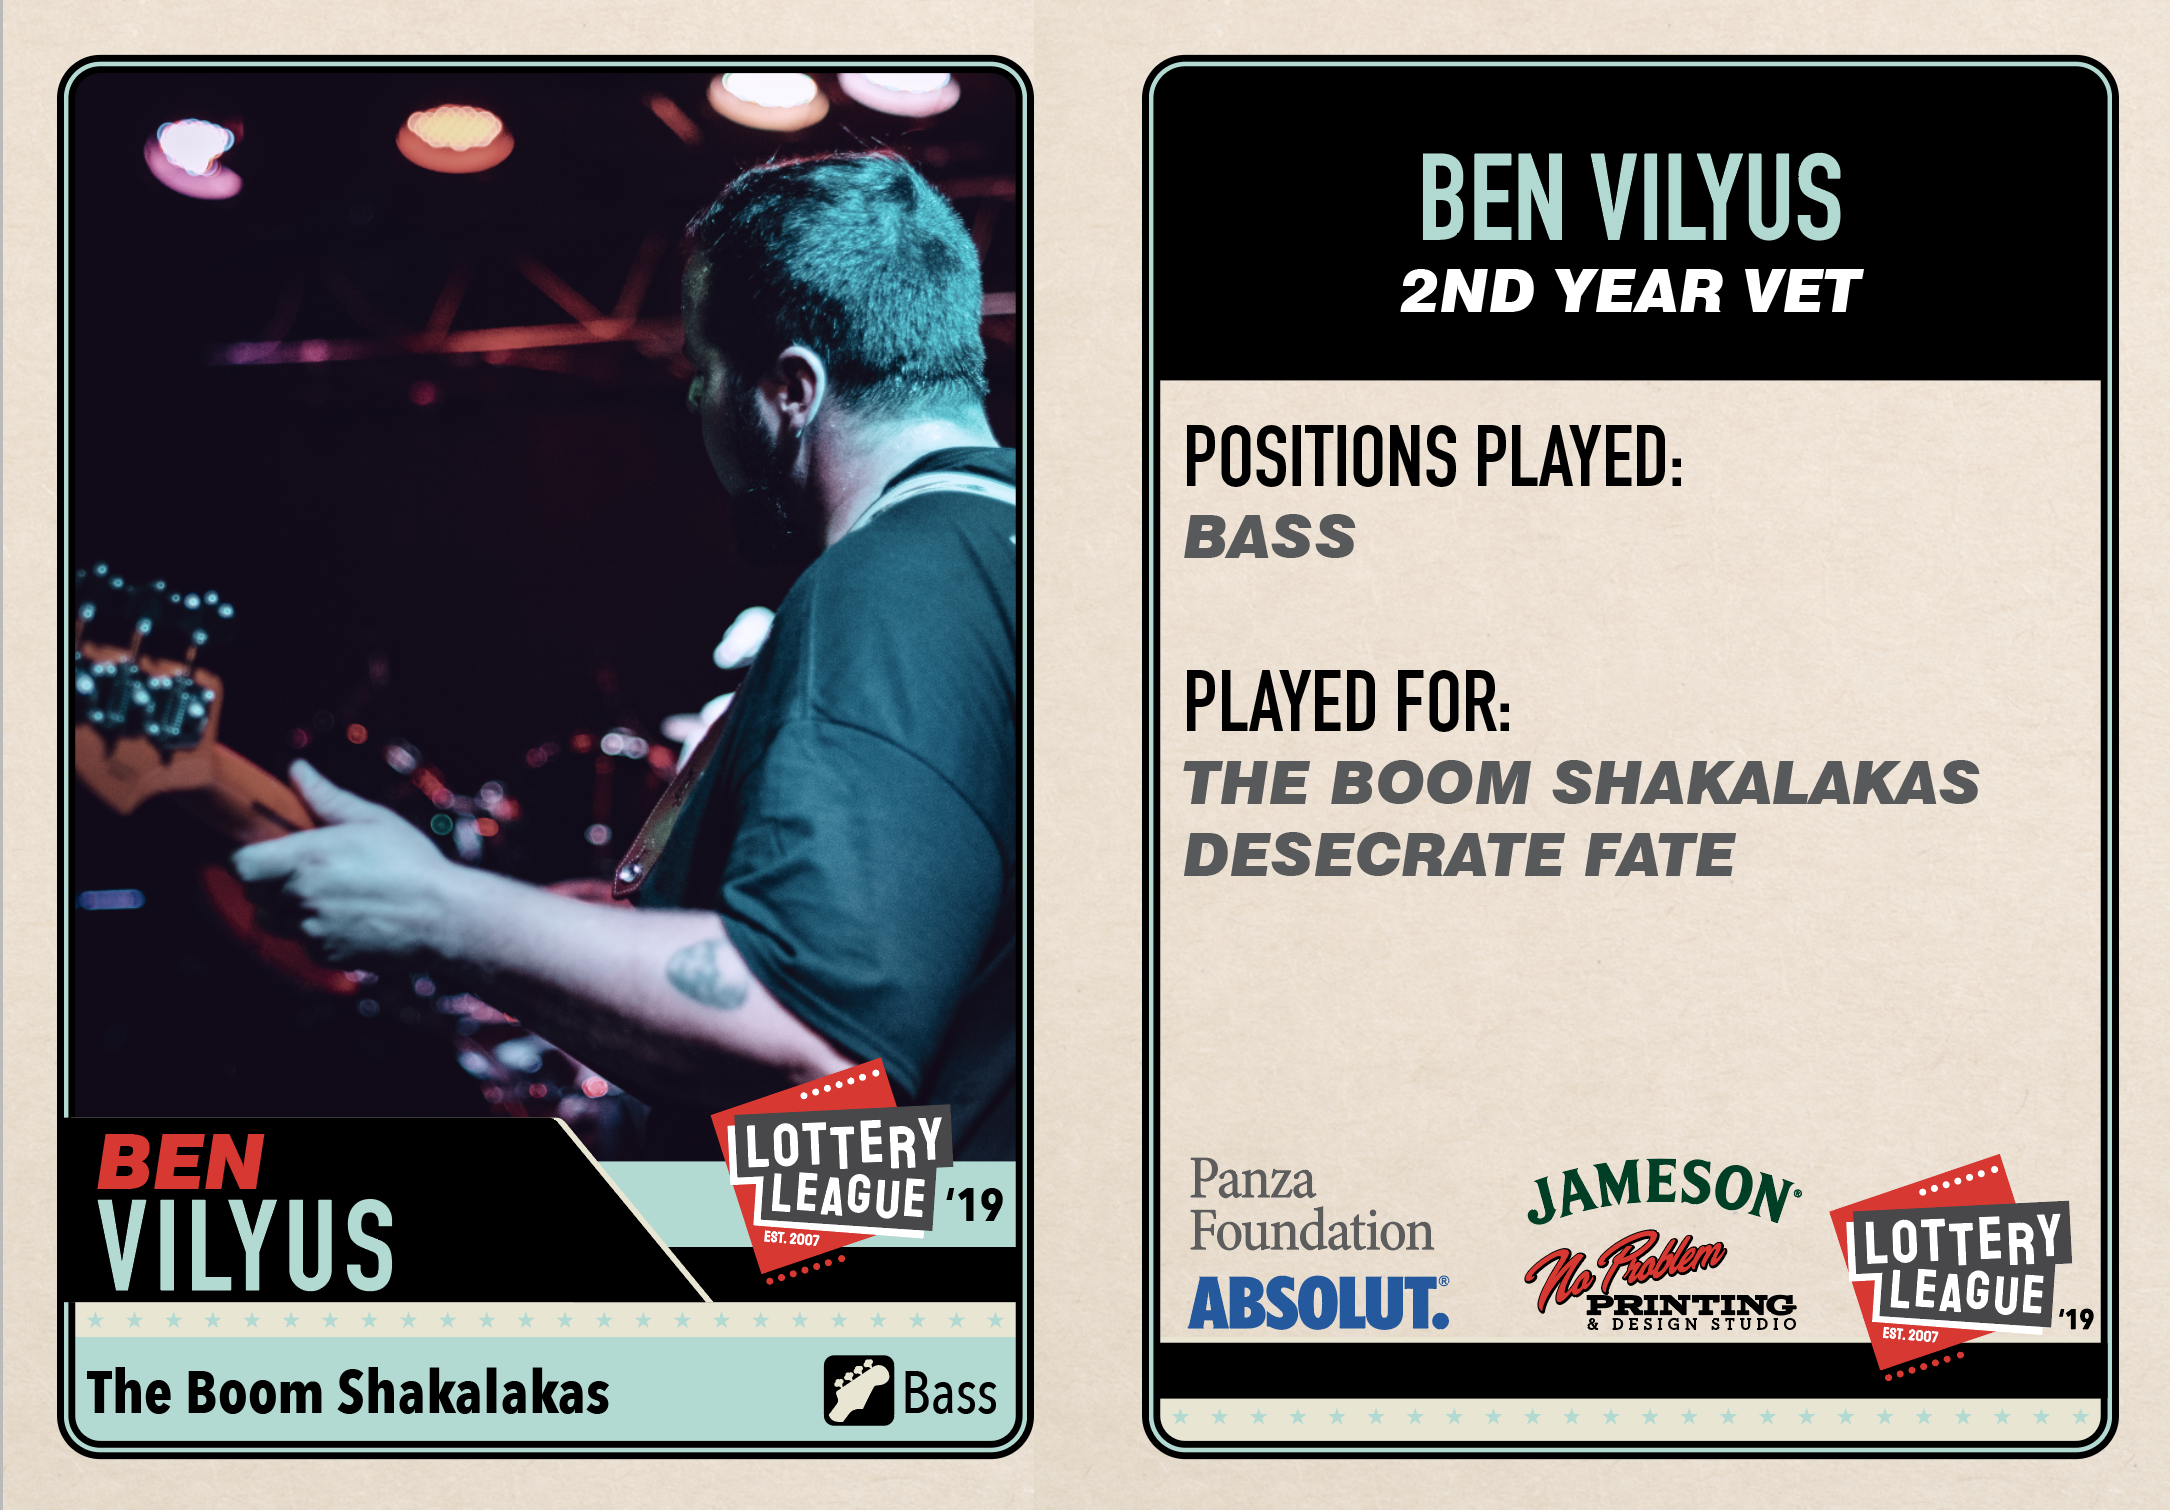 BEN
VILYUS
LOTTERY
LEAGUE
EST. 2007
'19
The Boom Shakalakas
Bass
BEN VILYUS
2ND YEAR VET
POSITIONS PLAYED:
BASS
PLAYED FOR:
THE BOOM SHAKALAKAS
DESECRATE FATE
Panza
Foundation
ABSOLUT.®
JAMESON®
No Problem
PRINTING
& DESIGN STUDIO
LOTTERY
LEAGUE
EST. 2007
'19